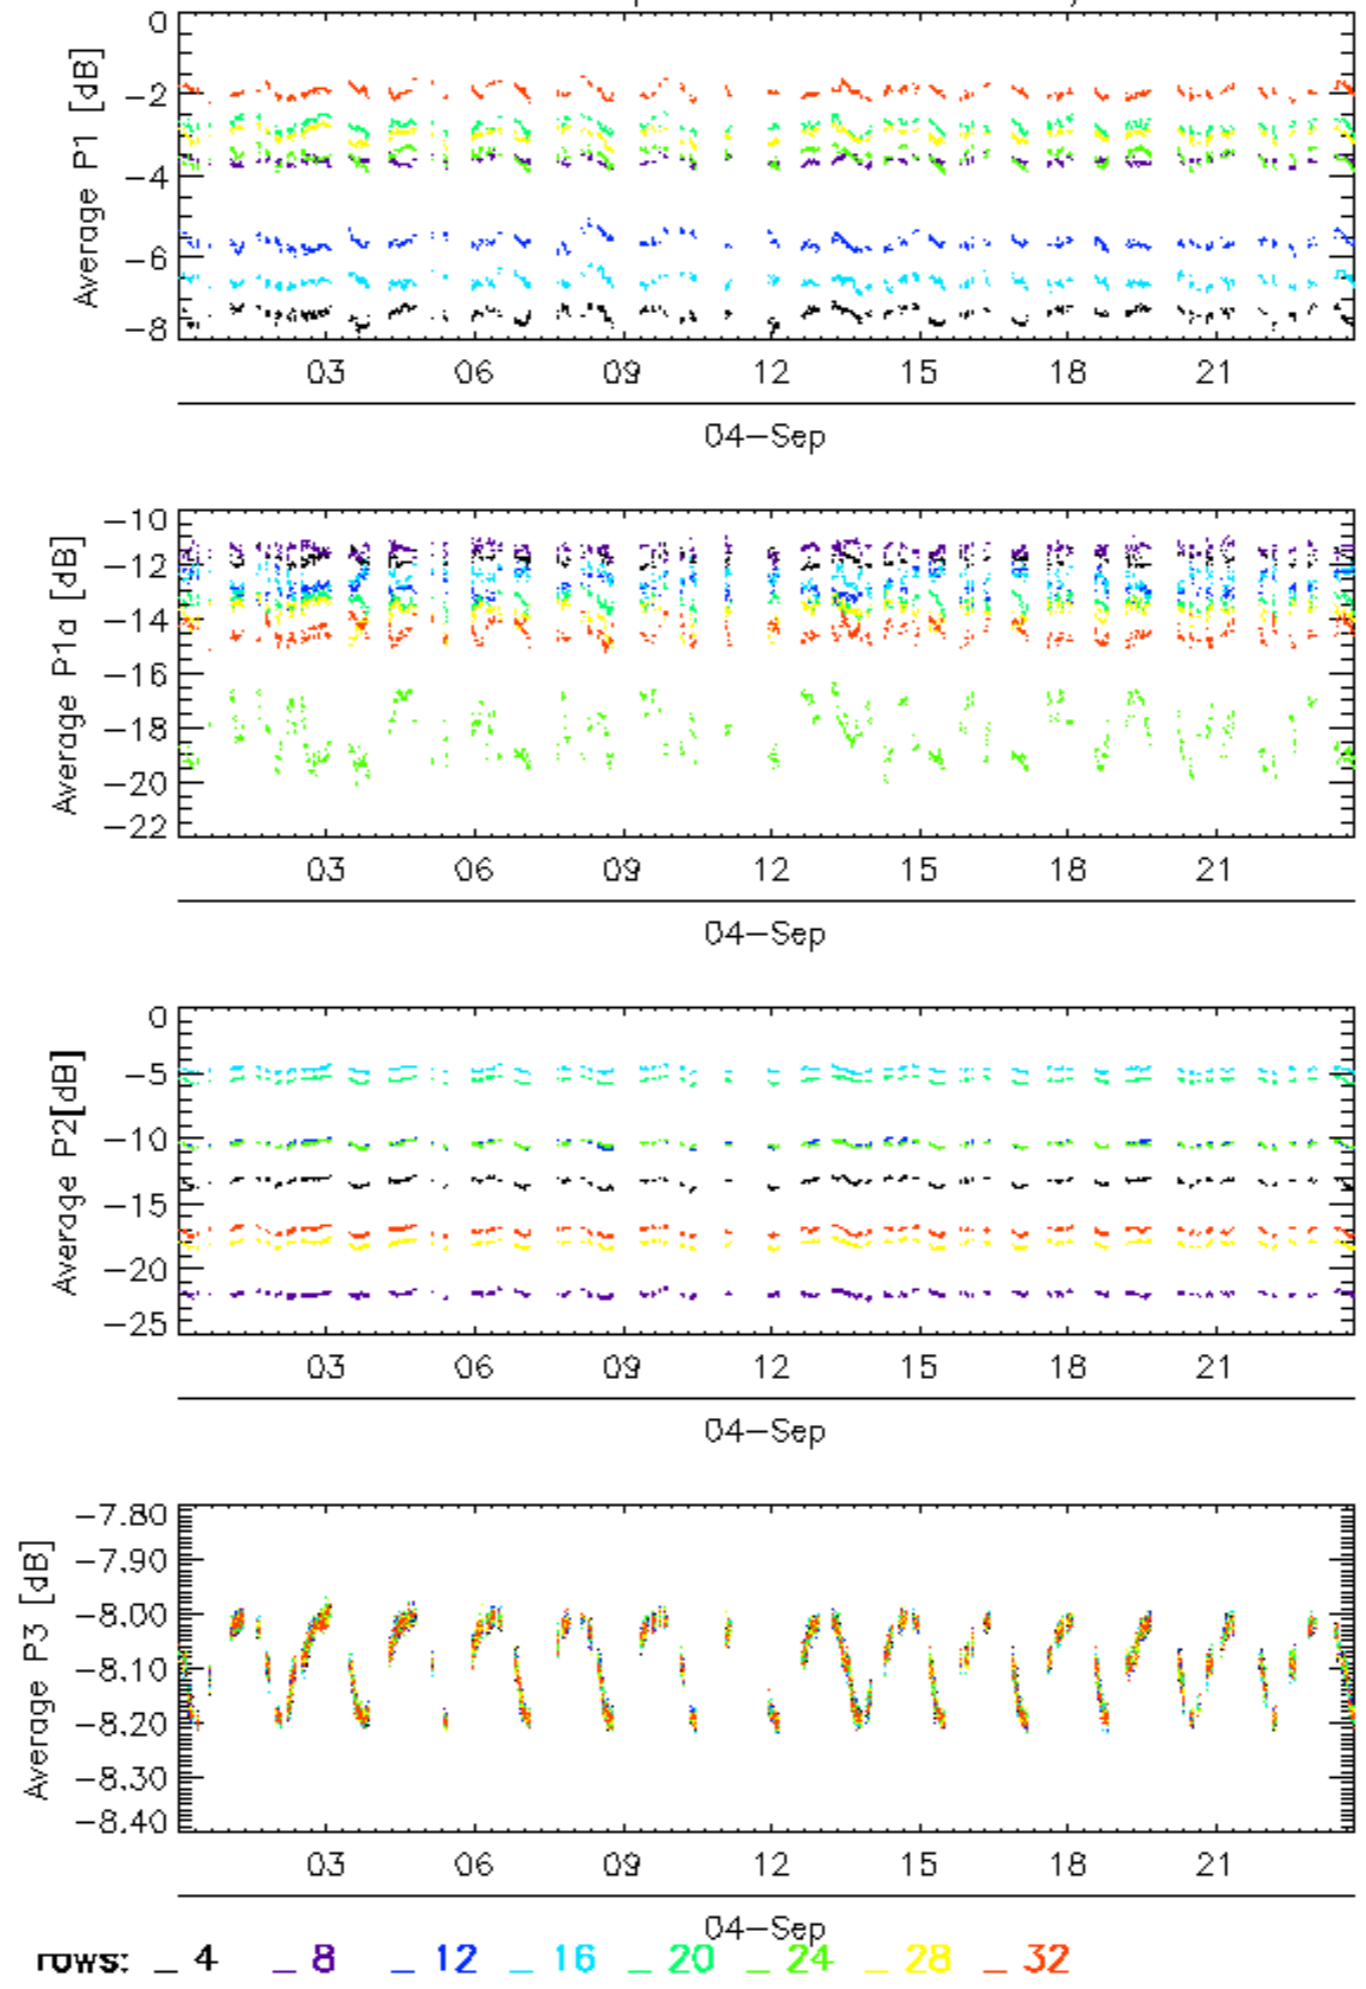 0
-2
-4
-6
-8
Average P1 [dB]
03 06 09 12 15 18 21
04-Sep
-10
-12
-14
-16
-18
-20
-22
Average P1a [dB]
03 06 09 12 15 18 21
04-Sep
0
-5
-10
-15
-20
-25
Average P2[dB]
03 06 09 12 15 18 21
04-Sep
-7.80
-7.90
-8.00
-8.10
-8.20
-8.30
-8.40
Average P3 [dB]
03 06 09 12 15 18 21
04-Sep
rows: _ 4 _ 8 _ 12 _ 16 _ 20 _ 24 _ 28 _ 32